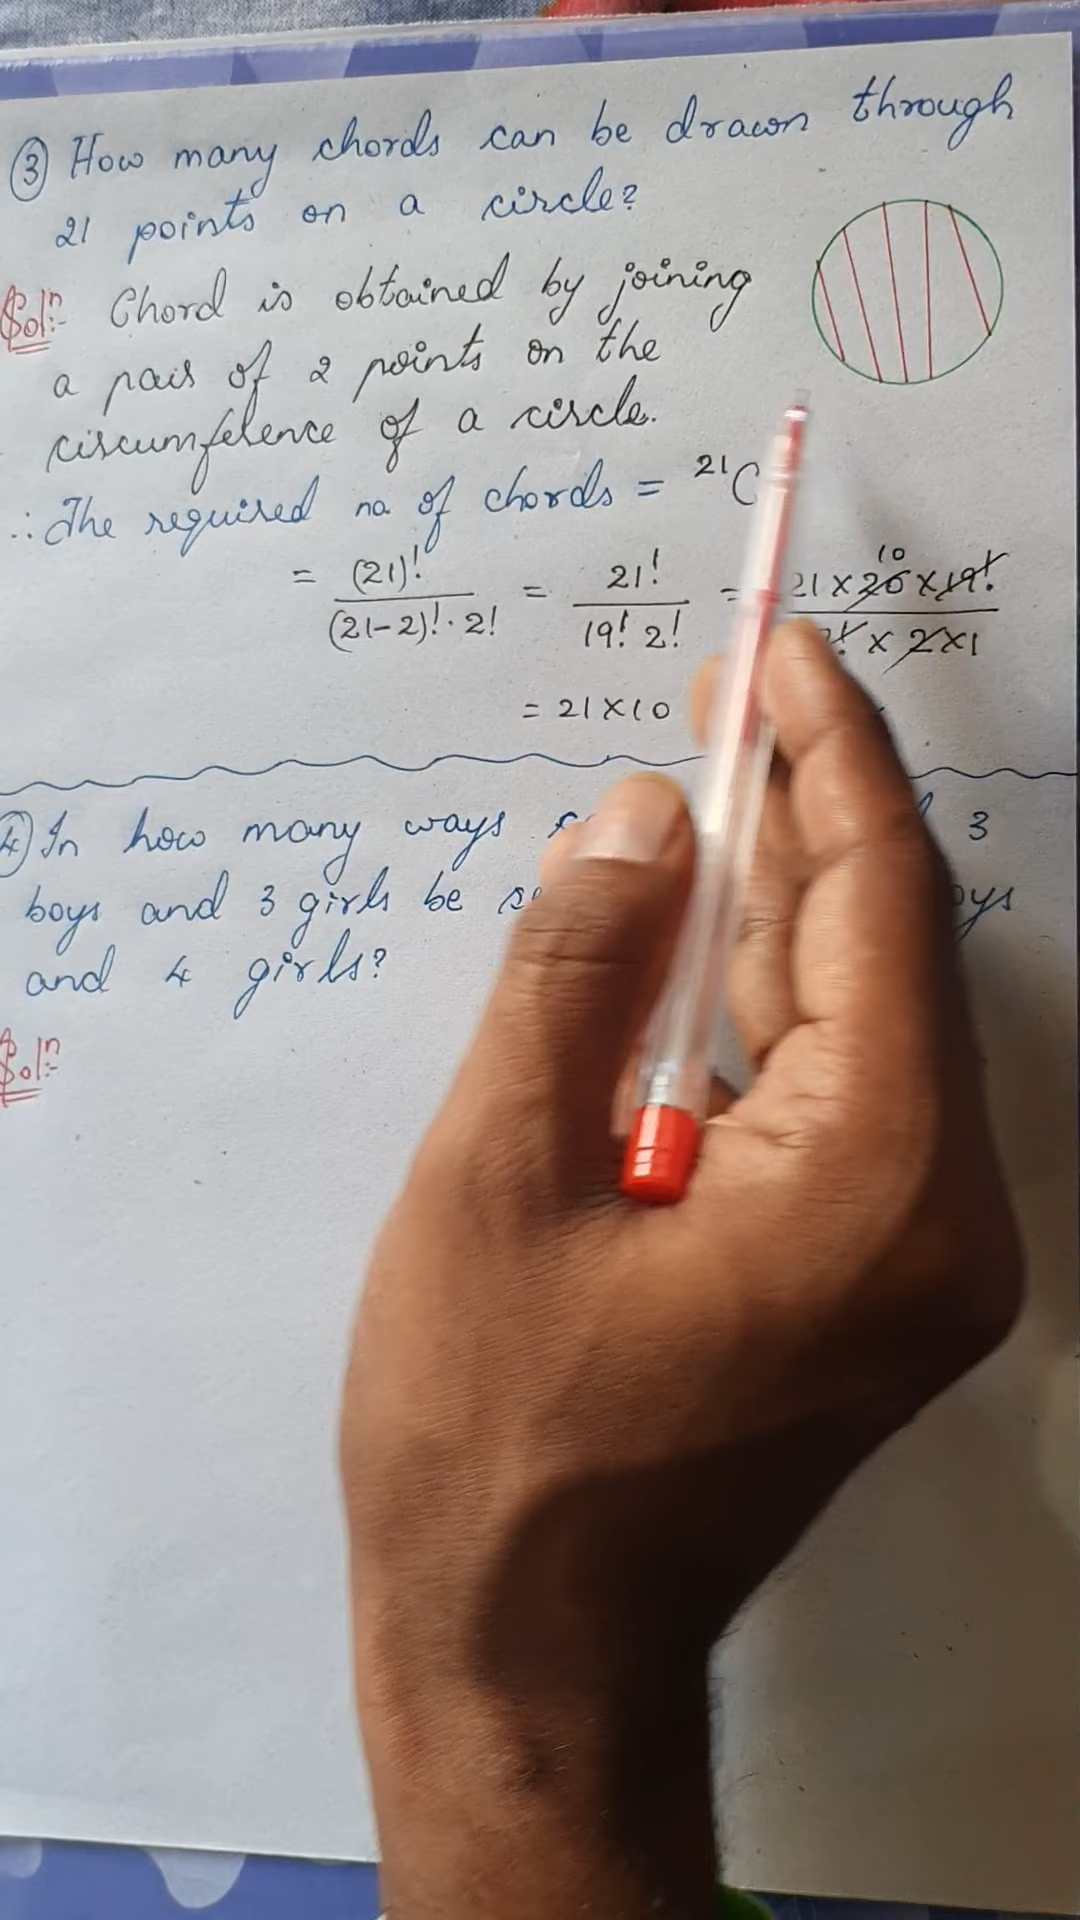 ③ How many chords can be drawn through
21 points on a circle?
Sol^n:- Chord is obtained by joining
a pair of 2 points on the
circumference of a circle.
∴ The required no. of chords = ²¹C
= (21)! / (21-2)! · 2! = 21! / 19! 2! = 21 × 20 × 19! / × 2 × 1
10
= 21 × 10
④ In how many ways 3
boys and 3 girls be
and 4 girls?
Sol^n:-